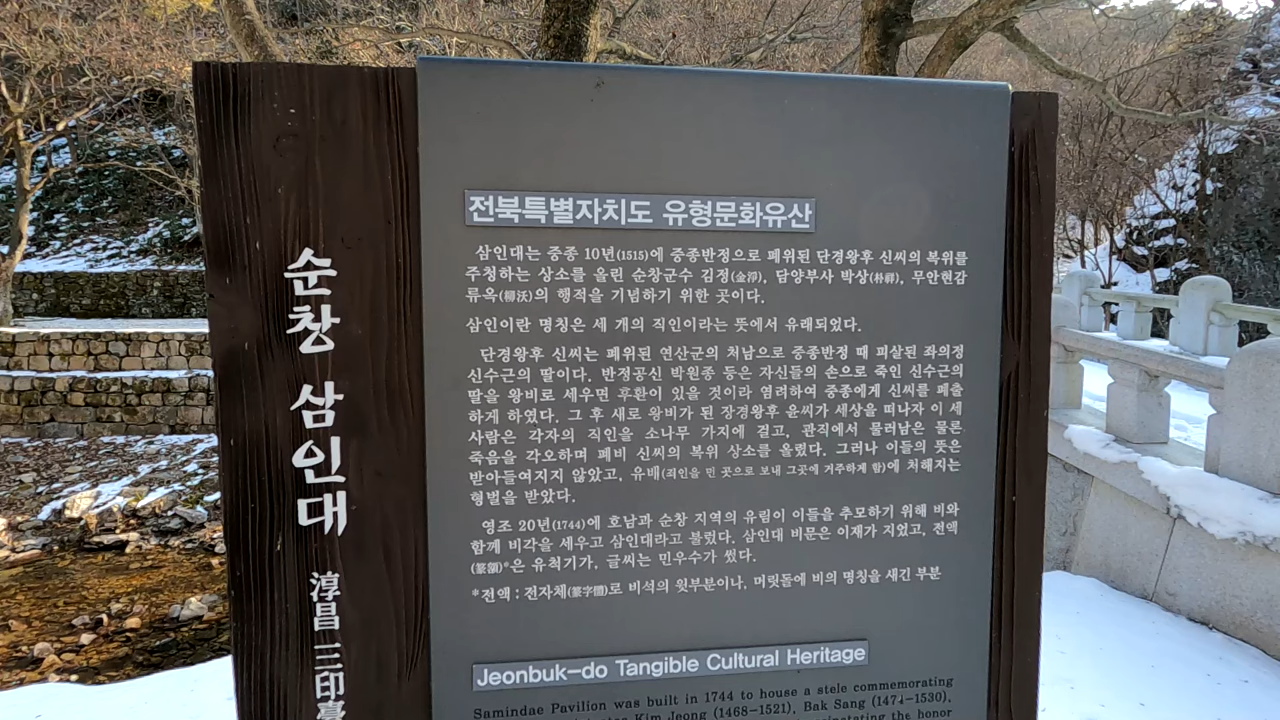 순창 삼인대
淳昌 三印臺
전북특별자치도 유형문화유산
삼인대는 중종 10년(1515)에 중종반정으로 폐위된 단경왕후 신씨의 복위를
주청하는 상소를 올린 순창군수 김정(金淨), 담양부사 박상(朴祥), 무안현감
류옥(柳沃)의 행적을 기념하기 위한 곳이다.
삼인이란 명칭은 세 개의 직인이라는 뜻에서 유래되었다.
단경왕후 신씨는 폐위된 연산군의 처남으로 중종반정 때 피살된 좌의정
신수근의 딸이다. 반정공신 박원종 등은 자신들의 손으로 죽인 신수근의
딸을 왕비로 세우면 후환이 있을 것이라 염려하여 중종에게 신씨를 폐출
하게 하였다. 그 후 새로 왕비가 된 장경왕후 윤씨가 세상을 떠나자 이 세
사람은 각자의 직인을 소나무 가지에 걸고, 관직에서 물러남은 물론
죽음을 각오하며 폐비 신씨의 복위 상소를 올렸다. 그러나 이들의 뜻은
받아들여지지 않았고, 유배(죄인을 먼 곳으로 보내 그곳에 거주하게 함)에 처해지는
형벌을 받았다.
영조 20년(1744)에 호남과 순창 지역의 유림이 이들을 추모하기 위해 비와
함께 비각을 세우고 삼인대라고 불렀다. 삼인대 비문은 이재가 지었고, 전액
(篆額)*은 유척기가, 글씨는 민우수가 썼다.
*전액 : 전자체(篆字體)로 비석의 윗부분이나, 머릿돌에 비의 명칭을 새긴 부분
Jeonbuk-do Tangible Cultural Heritage
Samindae Pavilion was built in 1744 to house a stele commemorating
Kim Jeong (1468-1521), Bak Sang (1474-1530),
the honor